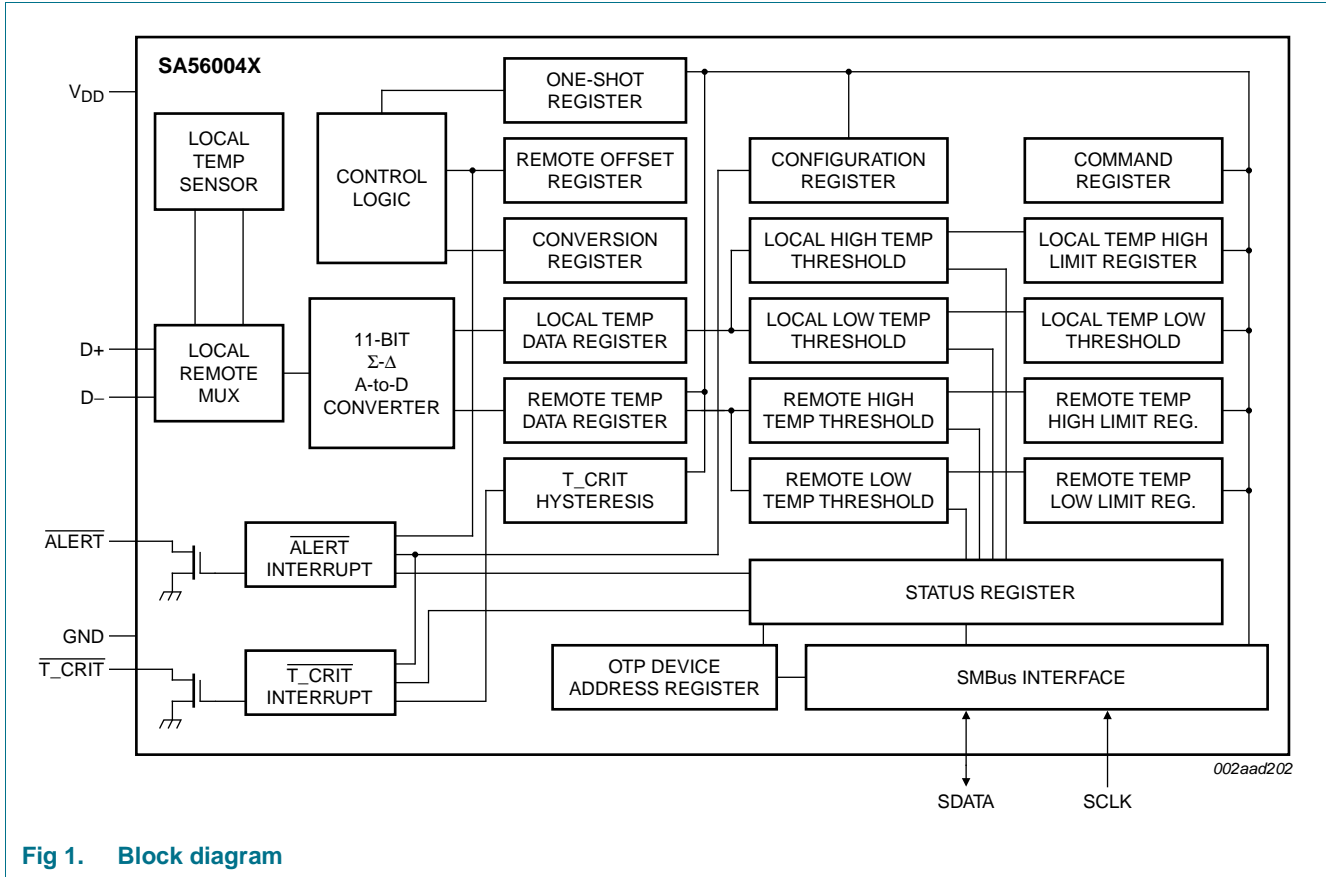 SA56004X
V_DD
LOCAL
TEMP
SENSOR
CONTROL
LOGIC
ONE-SHOT
REGISTER
REMOTE OFFSET
REGISTER
CONVERSION
REGISTER
CONFIGURATION
REGISTER
COMMAND
REGISTER
LOCAL HIGH TEMP
THRESHOLD
LOCAL TEMP HIGH
LIMIT REGISTER
D+
D−
LOCAL
REMOTE
MUX
11-BIT
Σ-Δ
A-to-D
CONVERTER
LOCAL TEMP
DATA REGISTER
LOCAL LOW TEMP
THRESHOLD
LOCAL TEMP LOW
THRESHOLD
REMOTE TEMP
DATA REGISTER
REMOTE HIGH
TEMP THRESHOLD
REMOTE TEMP
HIGH LIMIT REG.
T_CRIT
HYSTERESIS
REMOTE LOW
TEMP THRESHOLD
REMOTE TEMP
LOW LIMIT REG.
ALERT
ALERT
INTERRUPT
STATUS REGISTER
GND
T_CRIT
T_CRIT
INTERRUPT
OTP DEVICE
ADDRESS REGISTER
SMBus INTERFACE
002aad202
SDATA
SCLK
Fig 1. Block diagram